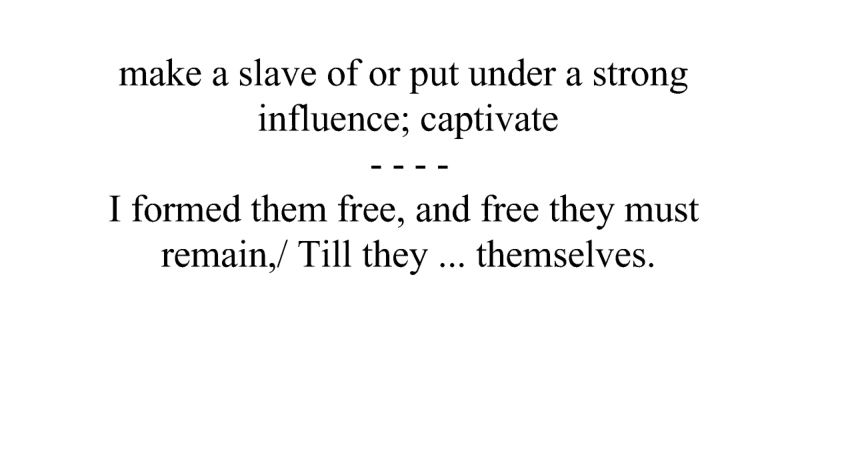 make a slave of or put under a strong
influence; captivate
- - - -
I formed them free, and free they must
remain,/ Till they ... themselves.